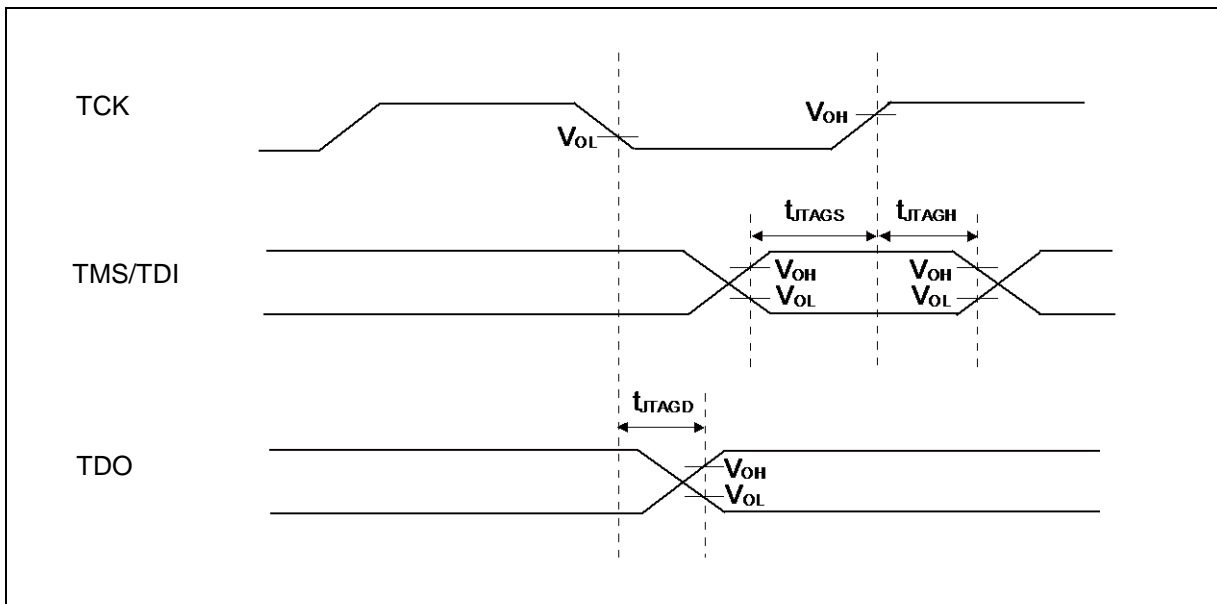 TCK
VOH
VOL
tJTAGS
tJTAGH
TMS/TDI
VOH
VOH
VOL
VOL
tJTAGD
TDO
VOH
VOL